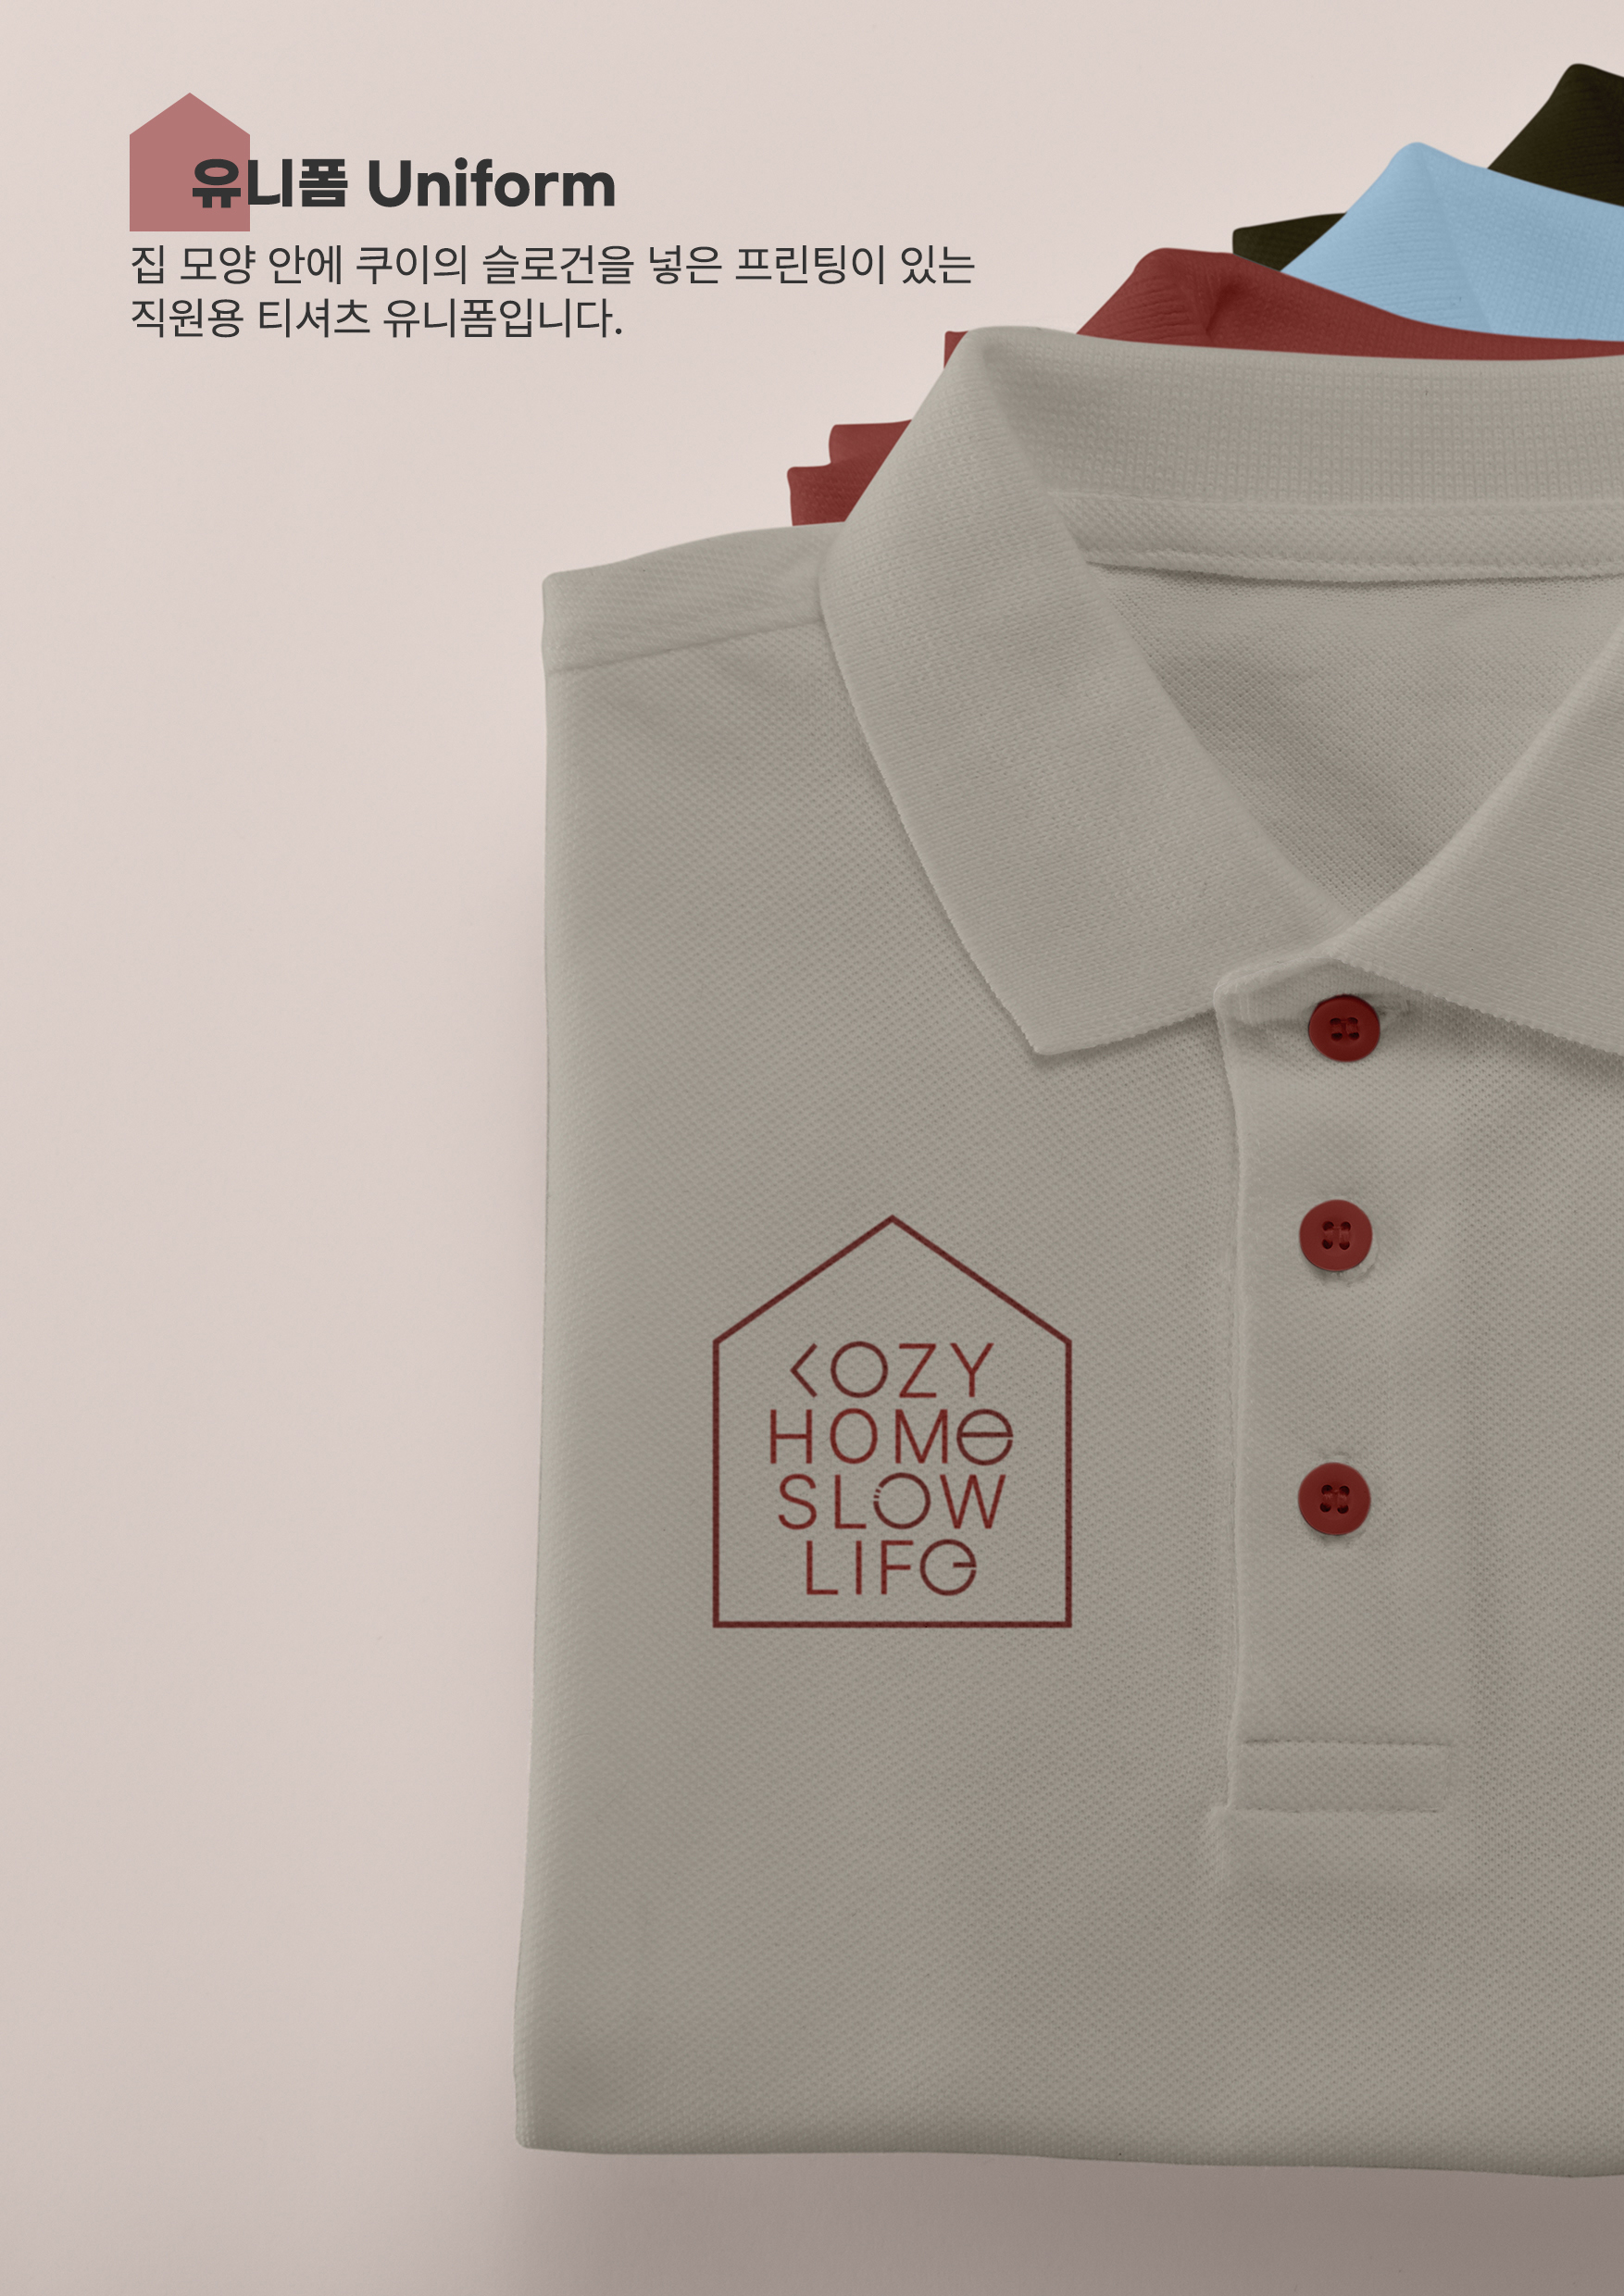 유니폼 Uniform
집 모양 안에 쿠이의 슬로건을 넣은 프린팅이 있는
직원용 티셔츠 유니폼입니다.
KOZY
HOMe
SLOW
LIFe